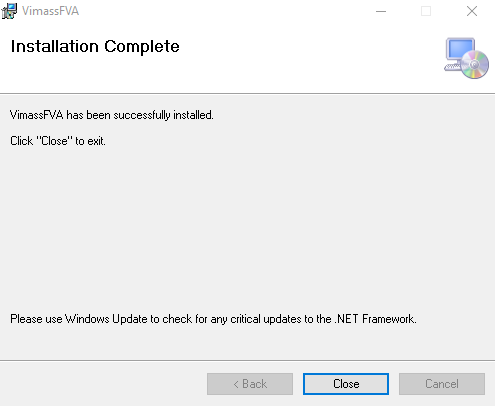 VimassFVA
Installation Complete
VimassFVA has been successfully installed.
Click "Close" to exit.
Please use Windows Update to check for any critical updates to the .NET Framework.
< Back
Close
Cancel